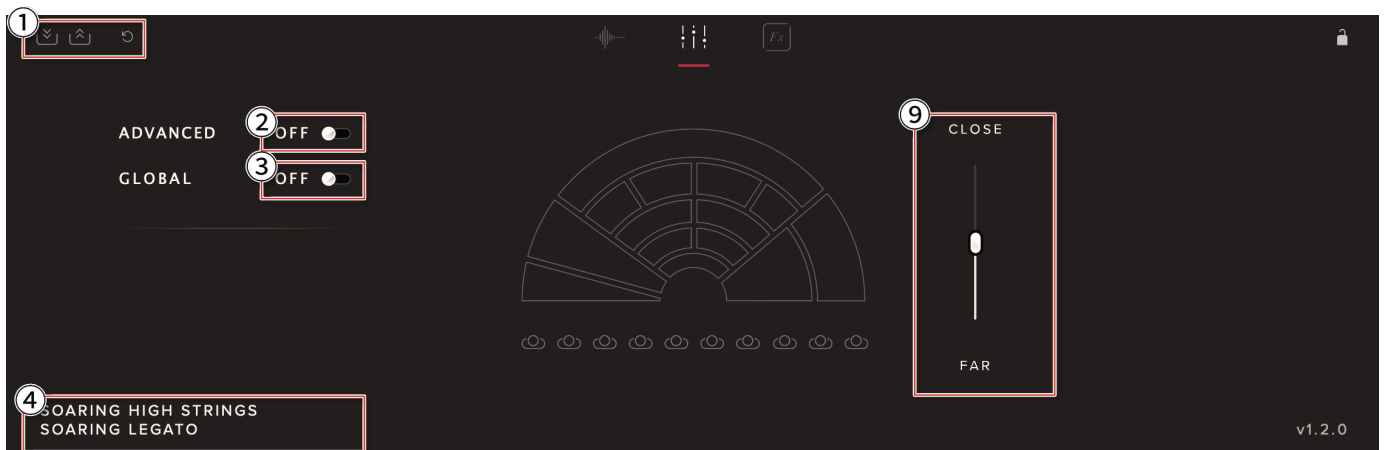 1
Fx
ADVANCED 2 OFF
GLOBAL 3 OFF
9
CLOSE
FAR
4
SOARING HIGH STRINGS
SOARING LEGATO
v1.2.0